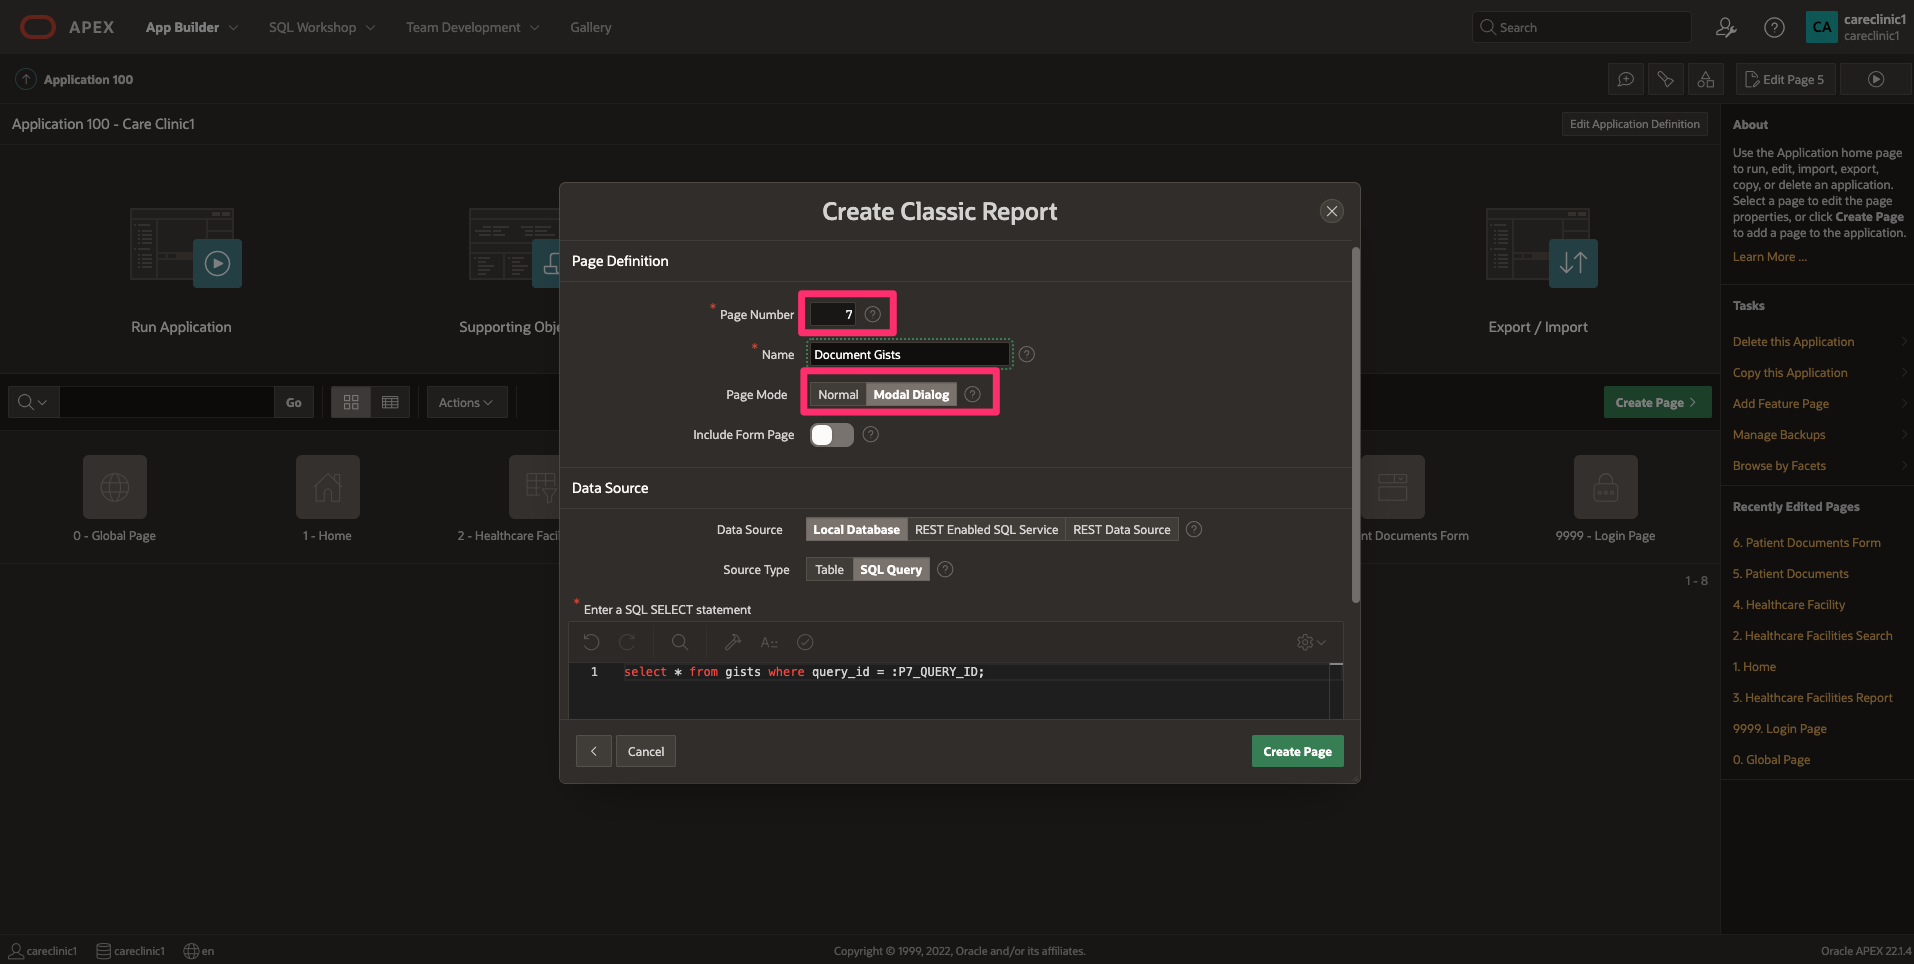 APEX App Builder SQL Workshop Team Development Gallery Search CA careclinic1
careclinic1
Application 100 Edit Page 5
Application 100 - Care Clinic1 Edit Application Definition
Run Application
Supporting Obje
Export / Import
Go Actions Create Page
0 - Global Page
1 - Home
2 - Healthcare Facil
nt Documents Form
9999 - Login Page
1 - 8
Create Classic Report
Page Definition
* Page Number 7
* Name Document Gists
Page Mode Normal Modal Dialog
Include Form Page
Data Source
Data Source Local Database REST Enabled SQL Service REST Data Source
Source Type Table SQL Query
* Enter a SQL SELECT statement
1 select * from gists where query_id = :P7_QUERY_ID;
Cancel Create Page
About
Use the Application home page
to run, edit, import, export,
copy, or delete an application.
Select a page to edit the page
properties, or click Create Page
to add a page to the application.
Learn More ...
Tasks
Delete this Application
Copy this Application
Add Feature Page
Manage Backups
Browse by Facets
Recently Edited Pages
6. Patient Documents Form
5. Patient Documents
4. Healthcare Facility
2. Healthcare Facilities Search
1. Home
3. Healthcare Facilities Report
9999. Login Page
0. Global Page
careclinic1 careclinic1 en Copyright © 1999, 2022, Oracle and/or its affiliates. Oracle APEX 22.1.4